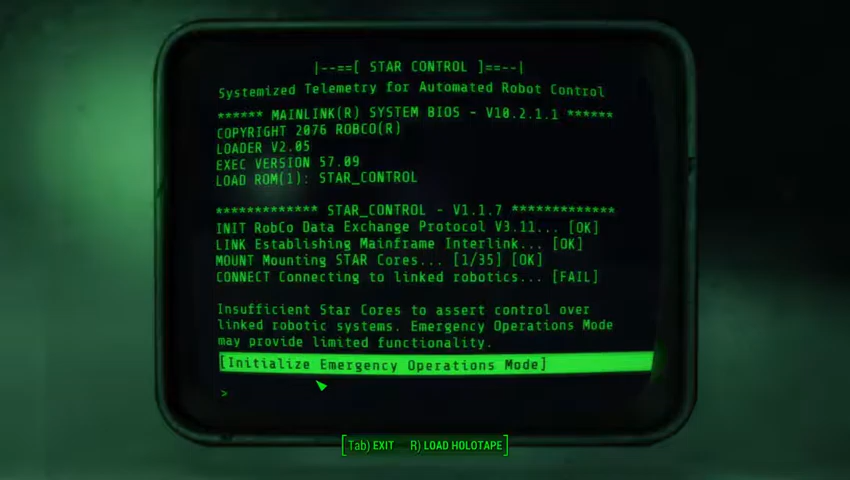 |--==[ STAR CONTROL ]==--|
Systemized Telemetry for Automated Robot Control
****** MAINLINK(R) SYSTEM BIOS - V10.2.1.1 ******
COPYRIGHT 2076 ROBCO(R)
LOADER V2.05
EXEC VERSION 57.09
LOAD ROM(1): STAR_CONTROL
************* STAR_CONTROL - V1.1.7 *************
INIT RobCo Data Exchange Protocol V3.11... [OK]
LINK Establishing Mainframe Interlink... [OK]
MOUNT Mounting STAR Cores... [1/35] [OK]
CONNECT Connecting to linked robotics... [FAIL]
Insufficient Star Cores to assert control over
linked robotic systems. Emergency Operations Mode
may provide limited functionality.
[Initialize Emergency Operations Mode]
>
[Tab) EXIT R) LOAD HOLOTAPE]